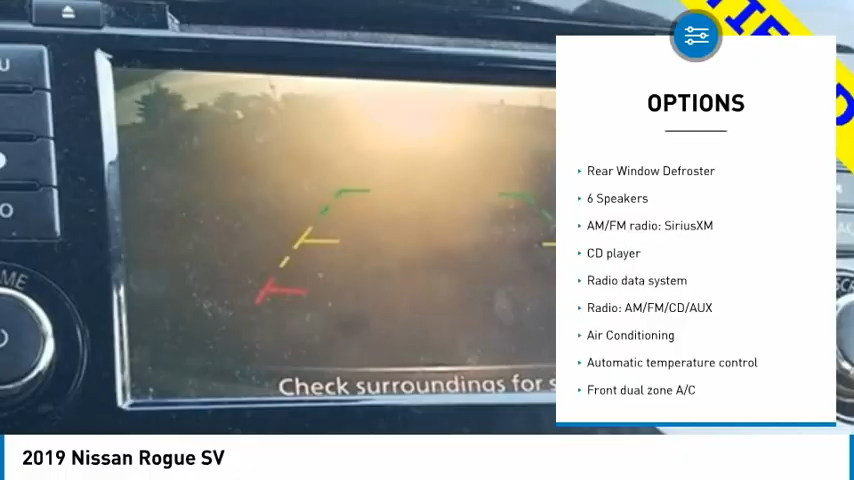 OPTIONS
Rear Window Defroster
6 Speakers
AM/FM radio: SiriusXM
CD player
Radio data system
Radio: AM/FM/CD/AUX
Air Conditioning
Automatic temperature control
Front dual zone A/C
Check surroundings for s
2019 Nissan Rogue SV